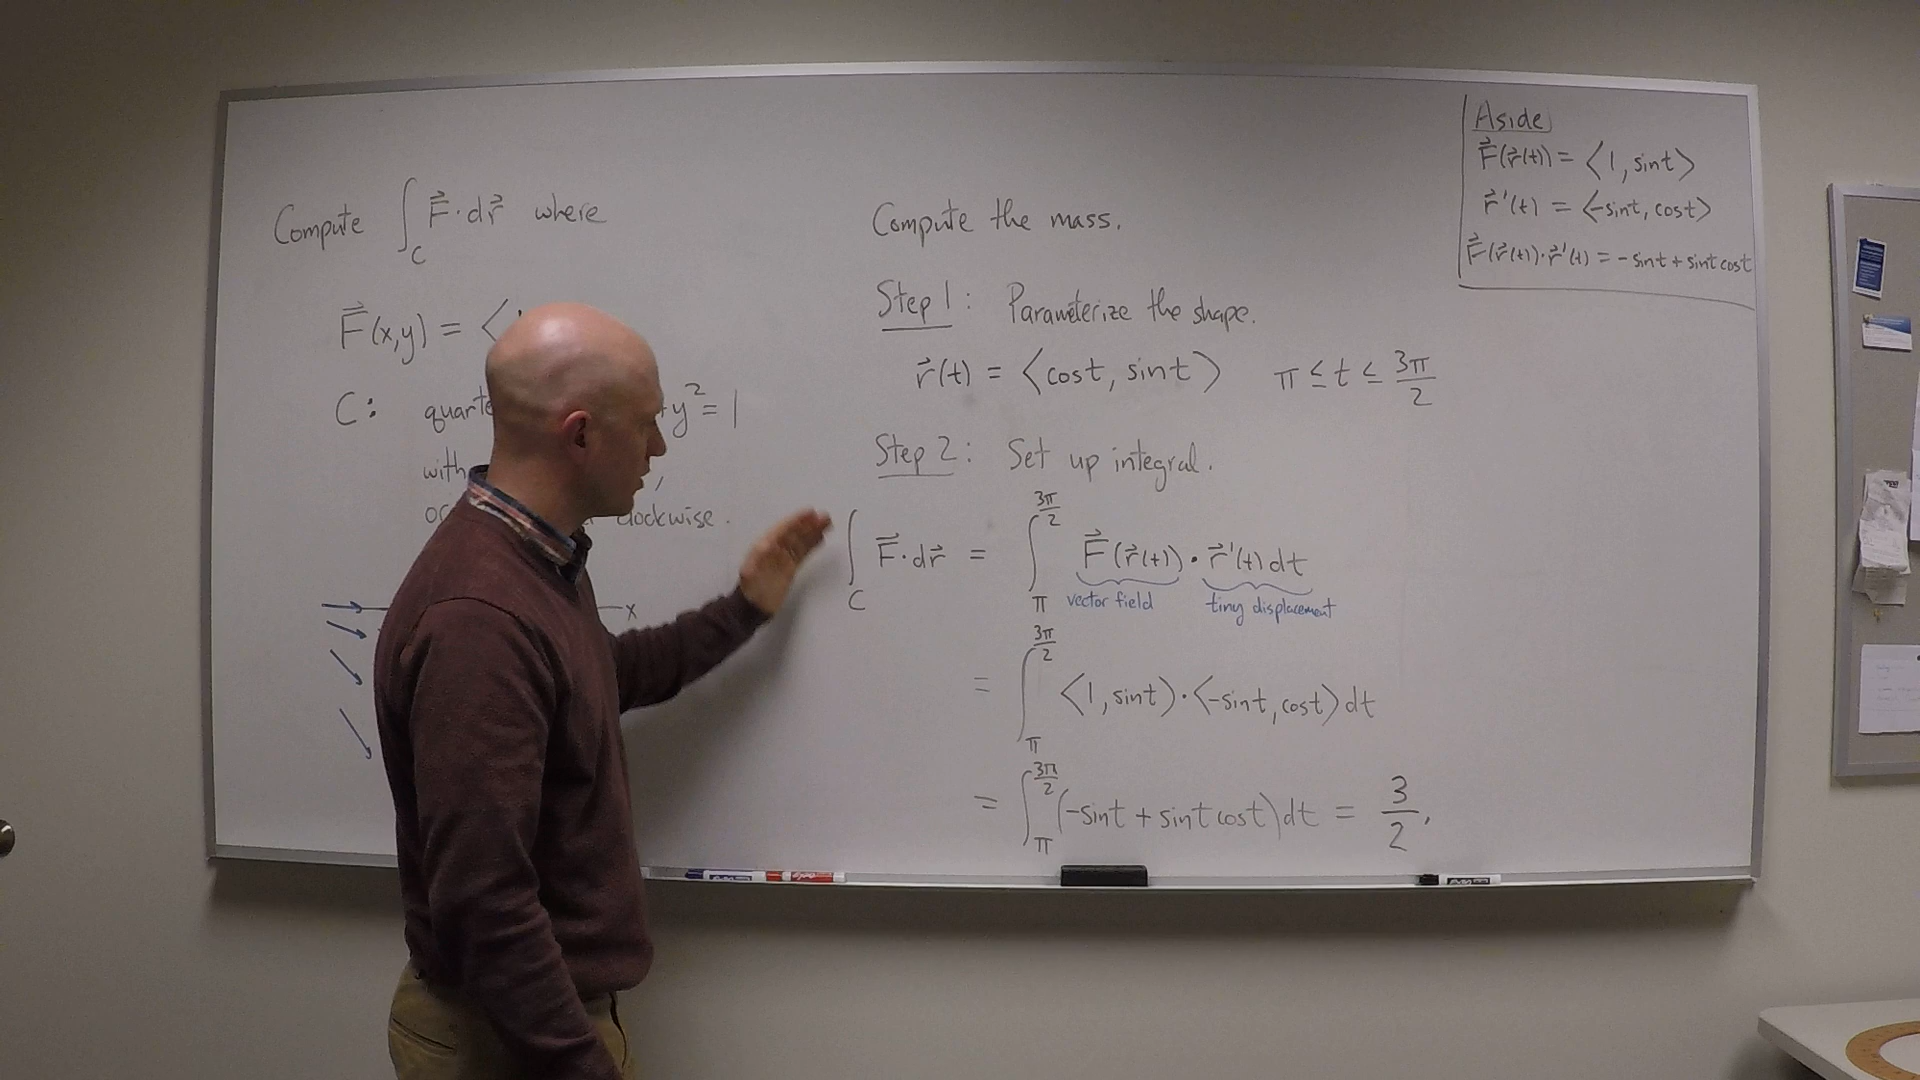 Compute ∫_C F⃗·dr⃗ where
F⃗(x,y) = ⟨
C: y² = 1
with
clockwise.
x
Compute the mass.
Step 1: Parameterize the shape.
r⃗(t) = ⟨cost, sint⟩ π ≤ t ≤ 3π/2
Step 2: Set up integral.
∫_C F⃗·dr⃗ = ∫_π^{3π/2} F⃗(r⃗(t))·r⃗'(t)dt
vector field tiny displacement
= ∫_π^{3π/2} ⟨1, sint⟩·⟨-sint, cost⟩dt
= ∫_π^{3π/2} (-sint + sint cost)dt = 3/2.
Aside
F⃗(r⃗(t)) = ⟨1, sint⟩
r⃗'(t) = ⟨-sint, cost⟩
F⃗(r⃗(t))·r⃗'(t) = -sint + sint cost